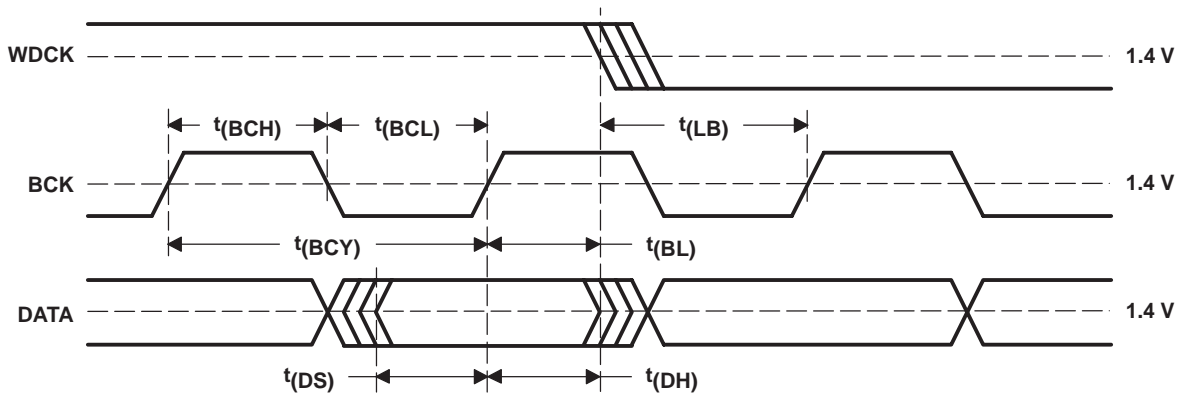 WDCK
1.4 V
t(BCH)
t(BCL)
t(LB)
BCK
1.4 V
t(BCY)
t(BL)
DATA
1.4 V
t(DS)
t(DH)